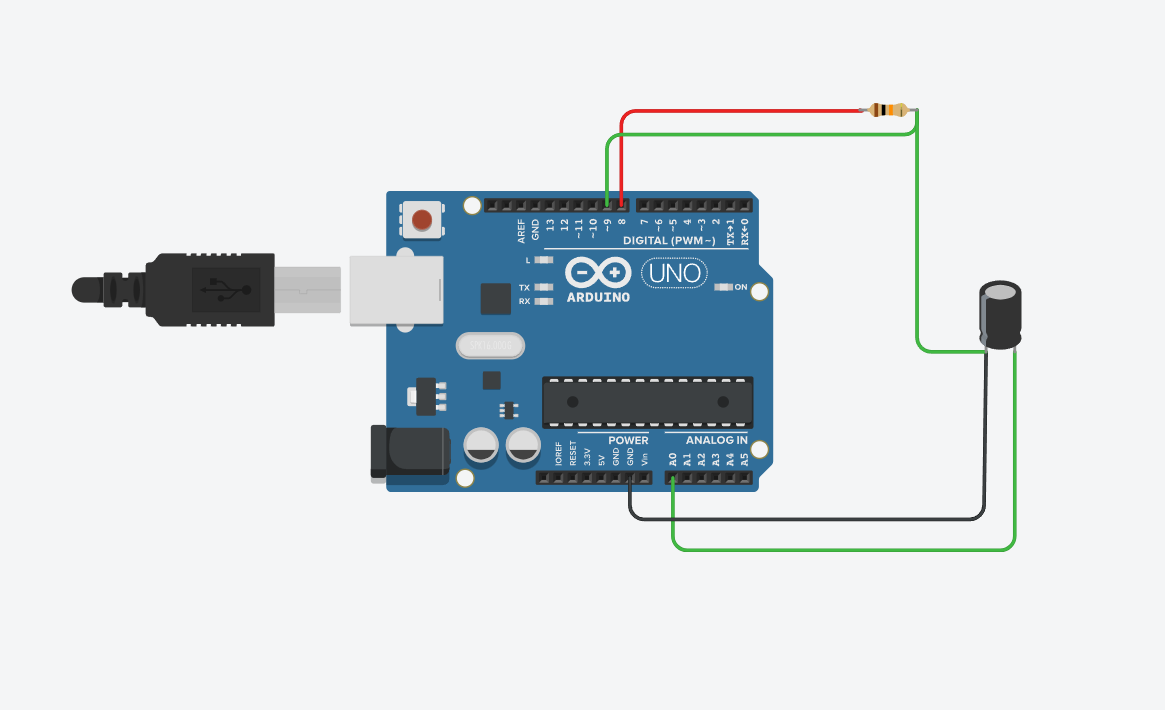 AREF
GND
13
12
~11
~10
~9
8
7
~6
~5
4
~3
2
TX→1
RX←0
DIGITAL (PWM~)
L
TX
RX
ARDUINO
UNO
ON
POWER
ANALOG IN
IOREF
RESET
3.3V
5V
GND
GND
Vin
A0
A1
A2
A3
A4
A5